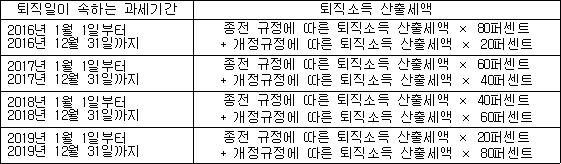 퇴직일이 속하는 과세기간 퇴직소득 산출세액
2016년 1월 1일부터 종전 규정에 따른 퇴직소득 산출세액 × 80퍼센트
2016년 12월 31일까지 + 개정규정에 따른 퇴직소득 산출세액 × 20퍼센트
2017년 1월 1일부터 종전 규정에 따른 퇴직소득 산출세액 × 60퍼센트
2017년 12월 31일까지 + 개정규정에 따른 퇴직소득 산출세액 × 40퍼센트
2018년 1월 1일부터 종전 규정에 따른 퇴직소득 산출세액 × 40퍼센트
2018년 12월 31일까지 + 개정규정에 따른 퇴직소득 산출세액 × 60퍼센트
2019년 1월 1일부터 종전 규정에 따른 퇴직소득 산출세액 × 20퍼센트
2019년 12월 31일까지 + 개정규정에 따른 퇴직소득 산출세액 × 80퍼센트